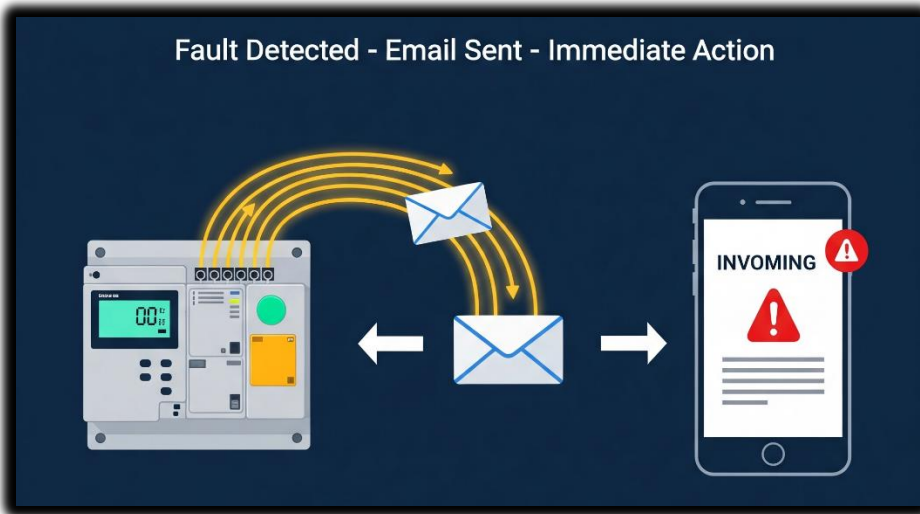 Fault Detected - Email Sent - Immediate Action
00
INVOMING